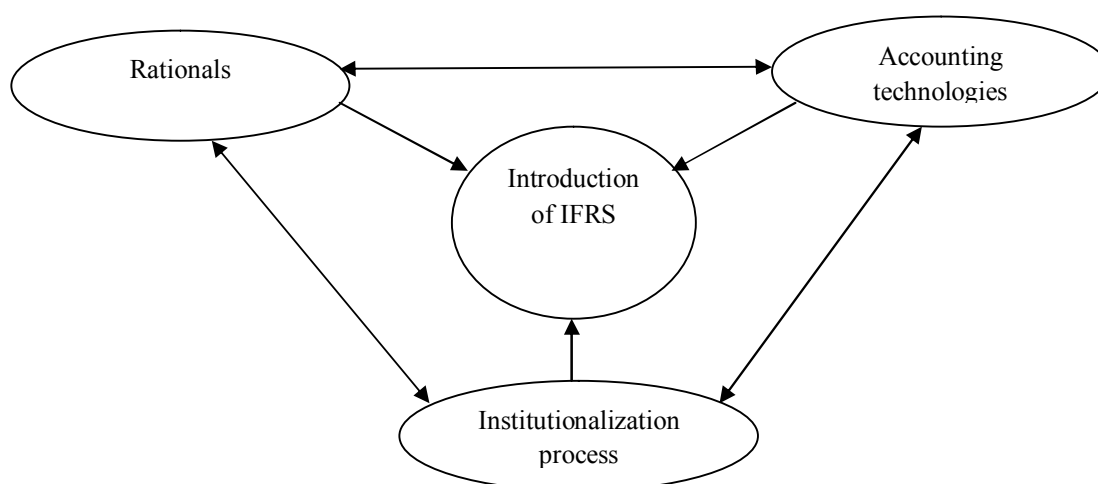 Rationals
Accounting
technologies
Introduction
of IFRS
Institutionalization
process